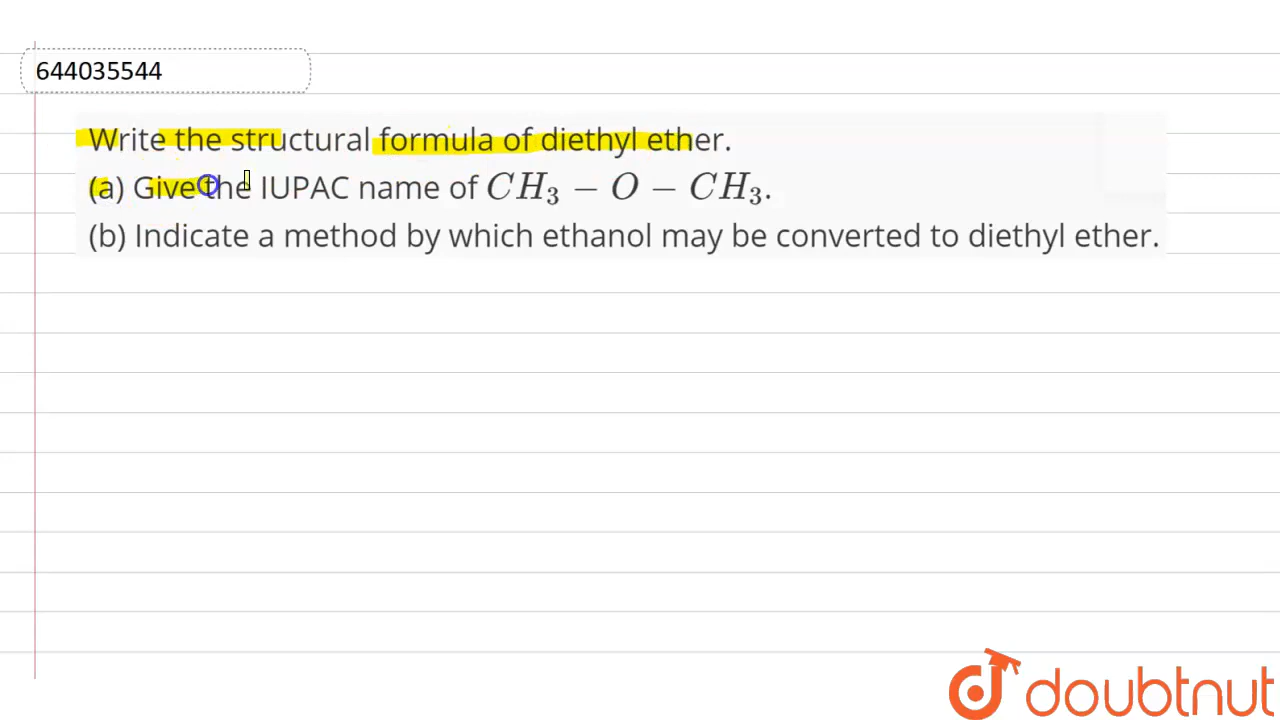 644035544
Write the structural formula of diethyl ether.
(a) Give the IUPAC name of CH₃ − O − CH₃.
(b) Indicate a method by which ethanol may be converted to diethyl ether.
doubtnut